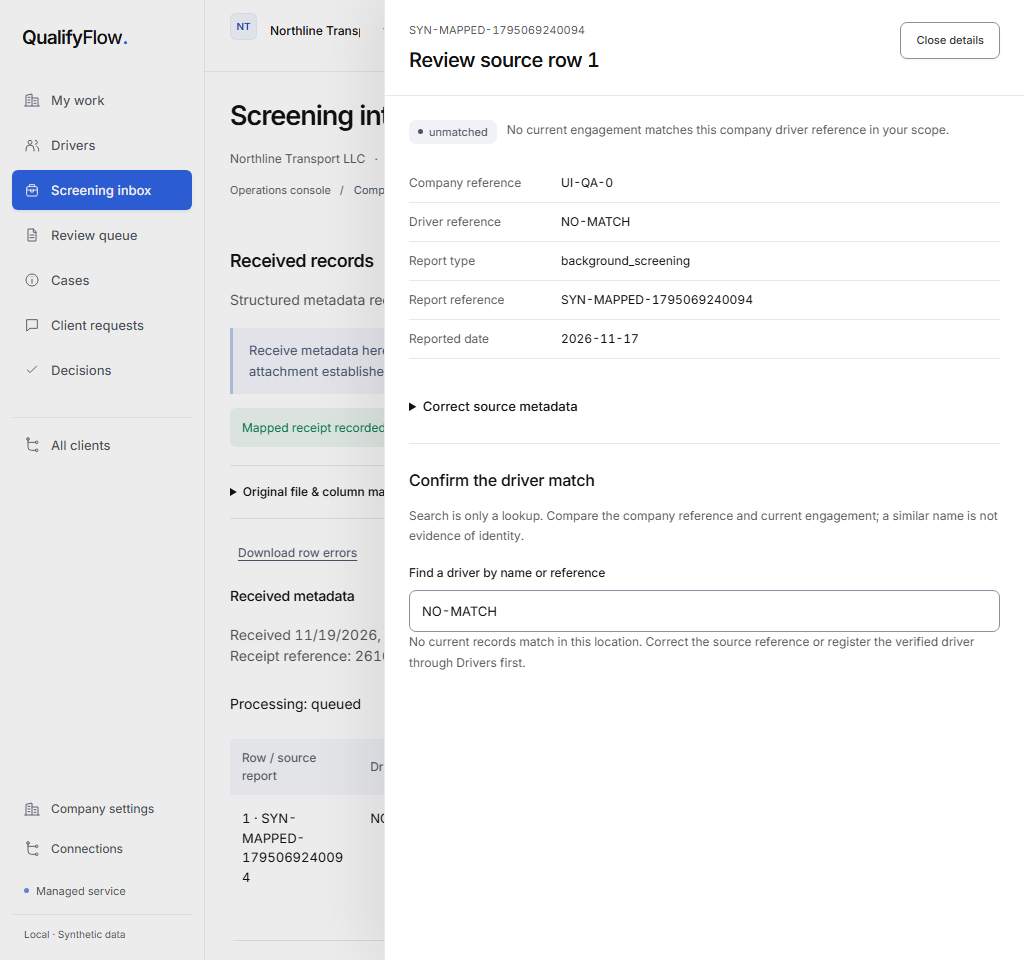 QualifyFlow.
My work
Drivers
Screening inbox
Review queue
Cases
Client requests
Decisions
All clients
Company settings
Connections
Managed service
Local · Synthetic data
NT
Northline Trans
Screening
Northline Transport LLC ·
Operations console / Comp
Received records
Structured metadata
Receive metadata here
attachment
Mapped receipt recorded
Original file & column
Download row errors
Received metadata
Received 11/19/2026,
Receipt reference: 261
Processing: queued
Row / source
report
1 · SYN-
MAPPED-
179506924009
4
SYN-MAPPED-1795069240094
Review source row 1
Close details
unmatched
No current engagement matches this company driver reference in your scope.
Company reference UI-QA-0
Driver reference NO-MATCH
Report type background_screening
Report reference SYN-MAPPED-1795069240094
Reported date 2026-11-17
Correct source metadata
Confirm the driver match
Search is only a lookup. Compare the company reference and current engagement; a similar name is not
evidence of identity.
Find a driver by name or reference
NO-MATCH
No current records match in this location. Correct the source reference or register the verified driver
through Drivers first.